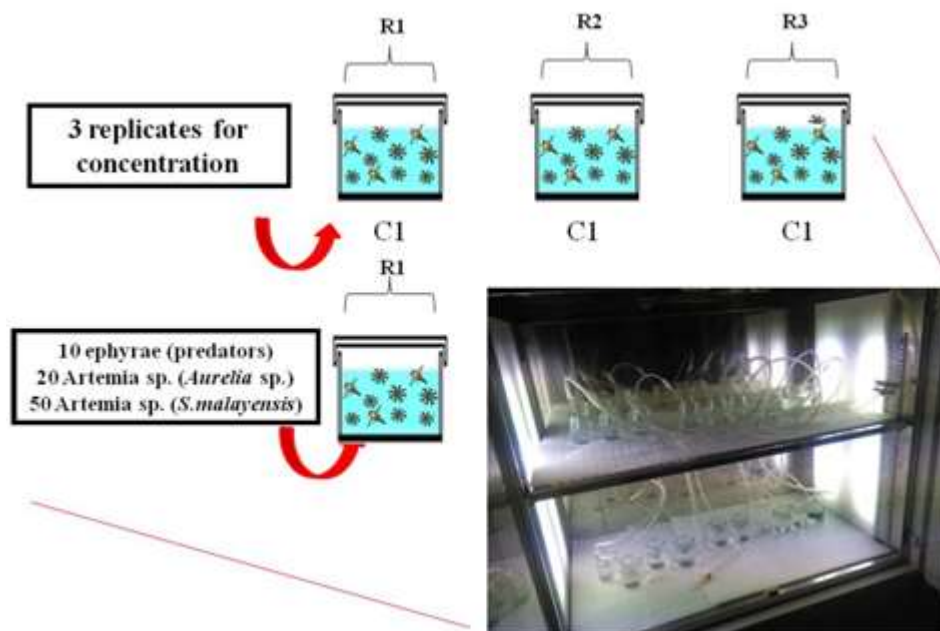 R1
R2
R3
3 replicates for
concentration
C1
C1
C1
R1
10 ephyrae (predators)
20 Artemia sp. (Aurelia sp.)
50 Artemia sp. (S.malayensis)